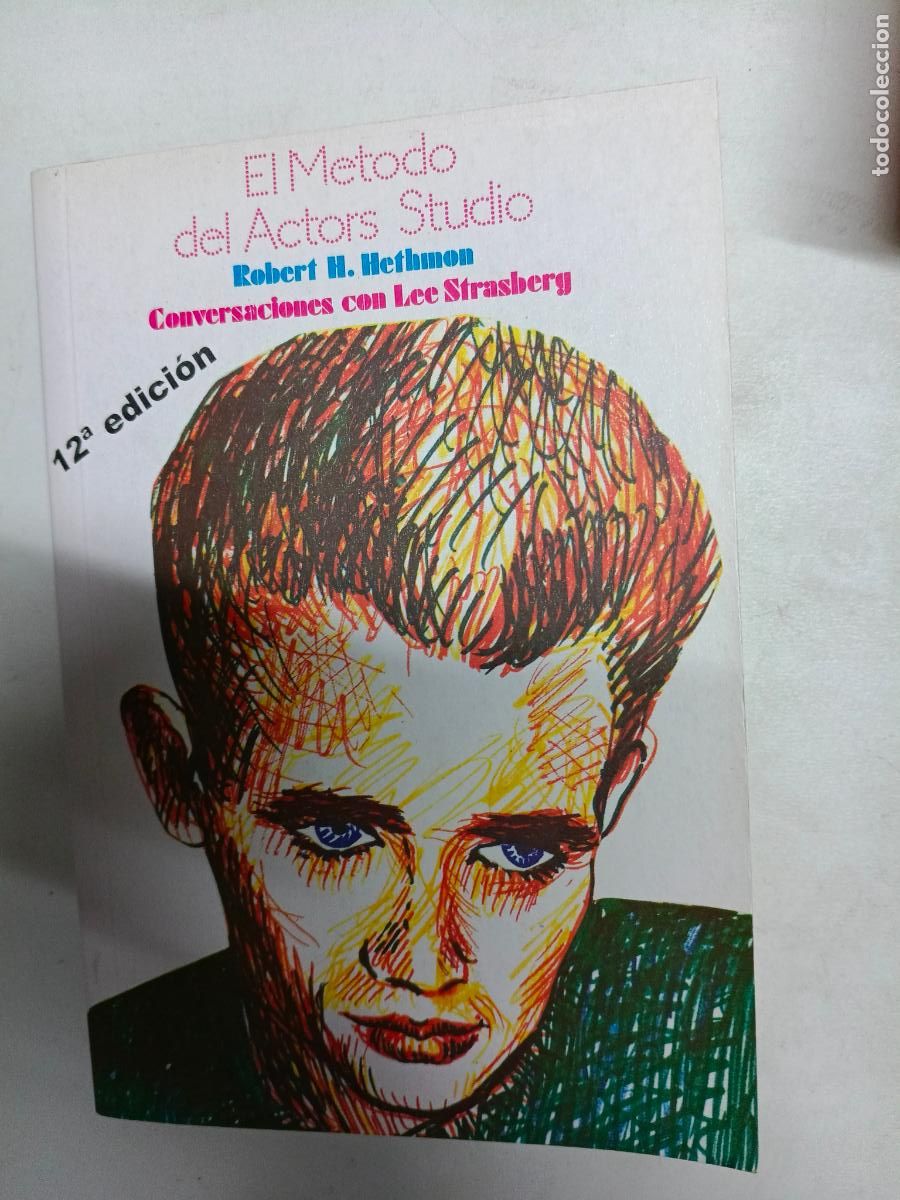 El Metodo
del Actors Studio
Robert H. Hethmon
Conversaciones con Lee Strasberg
12ª edición
todocoleccion